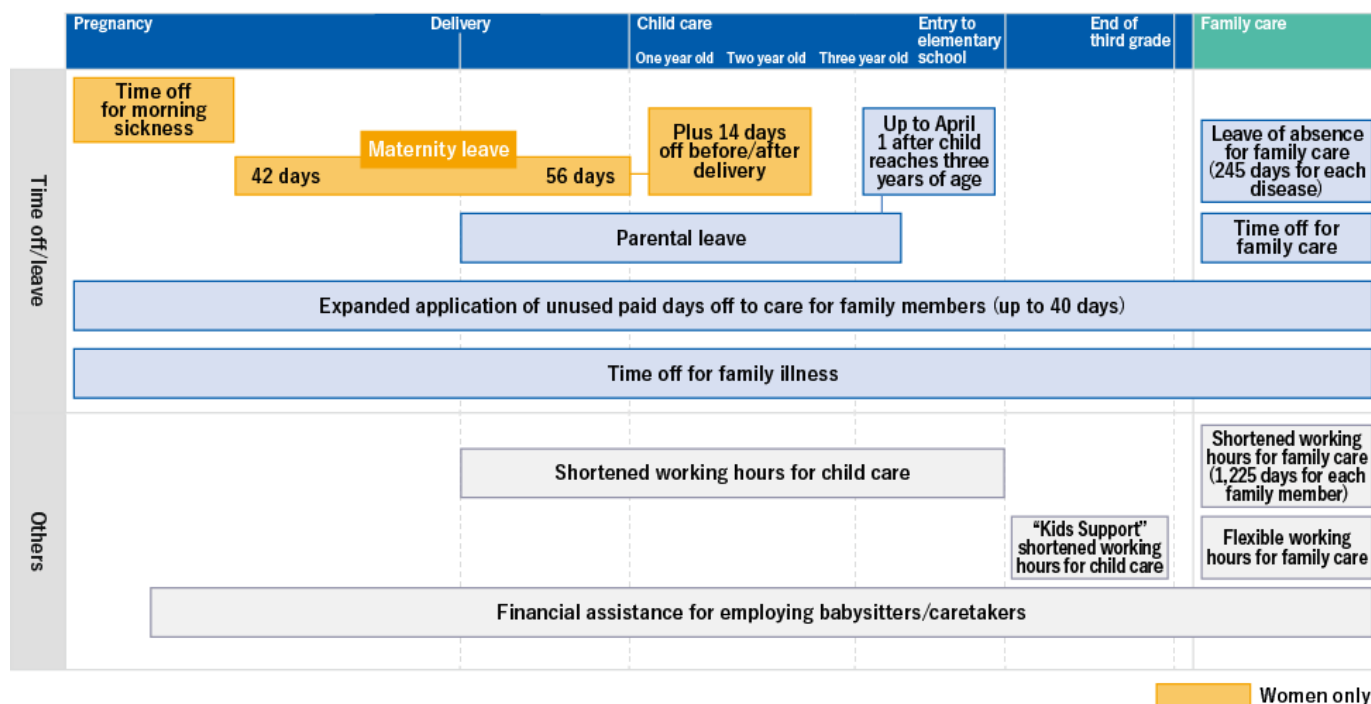 Pregnancy
Delivery
Child care
One year old
Two year old
Three year old
Entry to
elementary
school
End of
third grade
Family care
Time off/leave
Time off
for morning
sickness
Maternity leave
42 days
56 days
Plus 14 days
off before/after
delivery
Up to April
1 after child
reaches three
years of age
Leave of absence
for family care
(245 days for each
disease)
Parental leave
Time off for
family care
Expanded application of unused paid days off to care for family members (up to 40 days)
Time off for family illness
Others
Shortened working hours for child care
Shortened working
hours for family care
(1,225 days for each
family member)
“Kids Support”
shortened working
hours for child care
Flexible working
hours for family care
Financial assistance for employing babysitters/caretakers
Women only